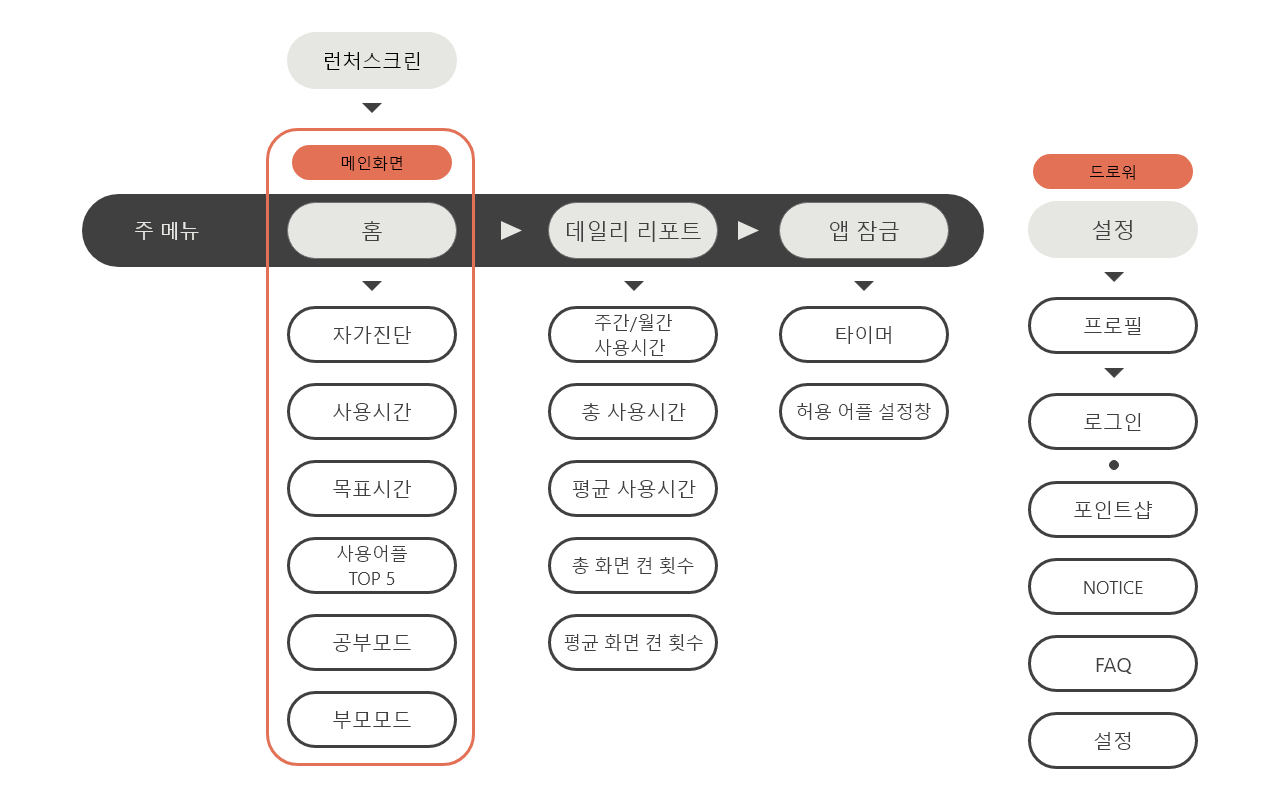 런처스크린
메인화면
드로워
주 메뉴
홈
데일리 리포트
앱 잠금
설정
자가진단
사용시간
목표시간
사용어플
TOP 5
공부모드
부모모드
주간/월간
사용시간
총 사용시간
평균 사용시간
총 화면 켠 횟수
평균 화면 켠 횟수
타이머
허용 어플 설정창
프로필
로그인
포인트샵
NOTICE
FAQ
설정